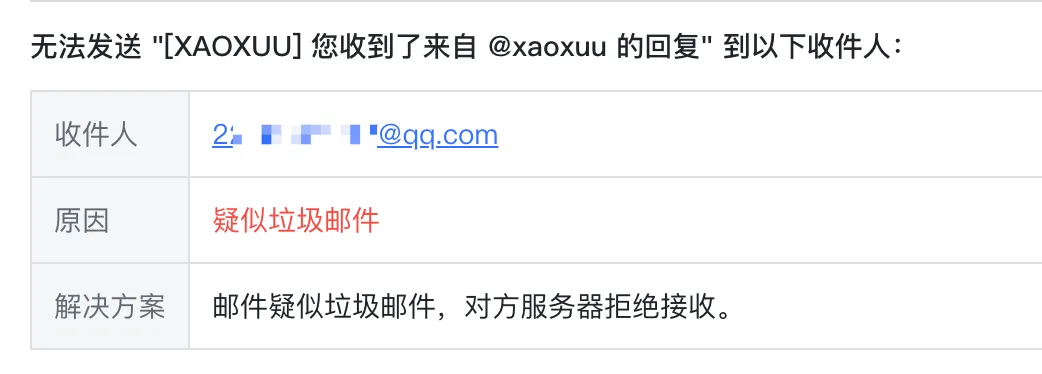 无法发送 "[XAOXUU] 您收到了来自 @xaoxuu 的回复" 到以下收件人：
收件人 @qq.com
原因 疑似垃圾邮件
解决方案 邮件疑似垃圾邮件，对方服务器拒绝接收。